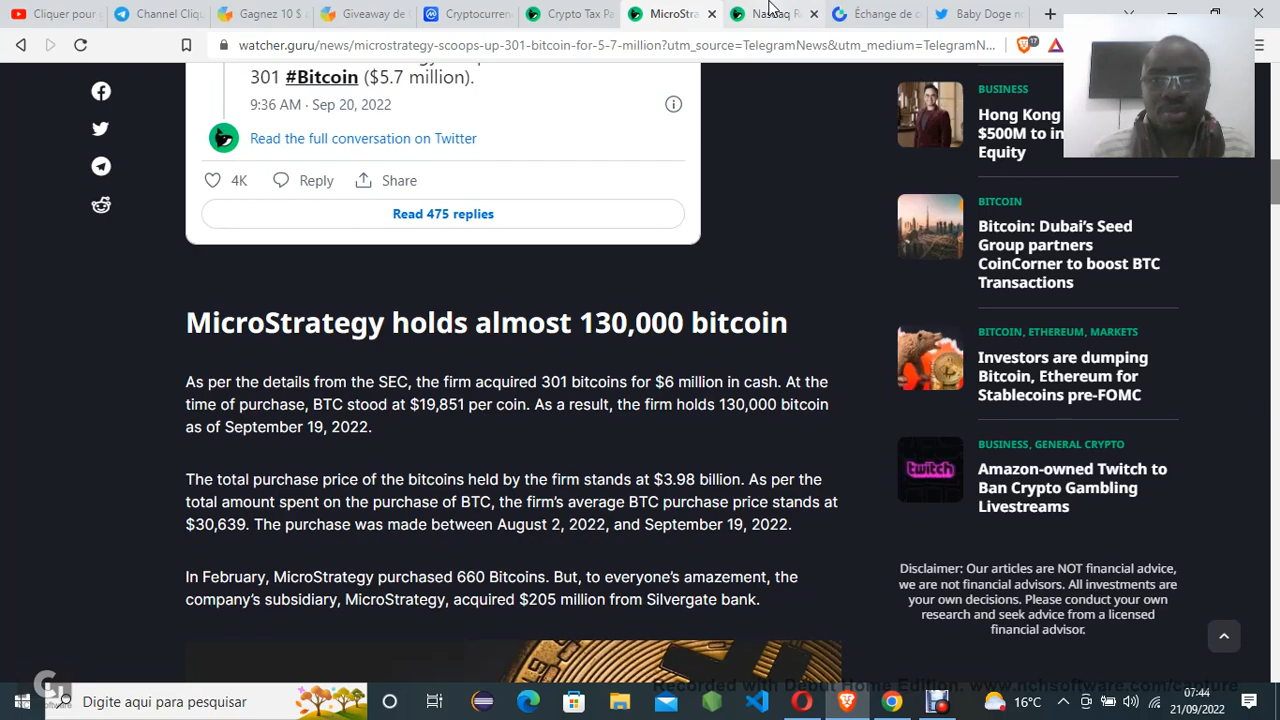 Cliquer pour g
Channel Cliqu
Gagnez 10 $
Giveaway de
Cryptocurren
Crypto Tax Pa
MicroStra
Nasdaq R
Échange de c
Baby Doge n
watcher.guru/news/microstrategy-scoops-up-301-bitcoin-for-5-7-million?utm_source=TelegramNews&utm_medium=TelegramN...
17
301 #Bitcoin ($5.7 million).
9:36 AM · Sep 20, 2022
Read the full conversation on Twitter
4K
Reply
Share
Read 475 replies
MicroStrategy holds almost 130,000 bitcoin
As per the details from the SEC, the firm acquired 301 bitcoins for $6 million in cash. At the
time of purchase, BTC stood at $19,851 per coin. As a result, the firm holds 130,000 bitcoin
as of September 19, 2022.
The total purchase price of the bitcoins held by the firm stands at $3.98 billion. As per the
total amount spent on the purchase of BTC, the firm's average BTC purchase price stands at
$30,639. The purchase was made between August 2, 2022, and September 19, 2022.
In February, MicroStrategy purchased 660 Bitcoins. But, to everyone's amazement, the
company's subsidiary, MicroStrategy, acquired $205 million from Silvergate bank.
BUSINESS
Hong Kong
$500M to in
Equity
BITCOIN
Bitcoin: Dubai's Seed
Group partners
CoinCorner to boost BTC
Transactions
BITCOIN, ETHEREUM, MARKETS
Investors are dumping
Bitcoin, Ethereum for
Stablecoins pre-FOMC
BUSINESS, GENERAL CRYPTO
twitch
Amazon-owned Twitch to
Ban Crypto Gambling
Livestreams
Disclaimer: Our articles are NOT financial advice,
we are not financial advisors. All investments are
your own decisions. Please conduct your own
research and seek advice from a licensed
financial advisor.
Recorded with Debut Home Edition. www.nchsoftware.com/capture
Digite aqui para pesquisar
16°C
07:44
21/09/2022